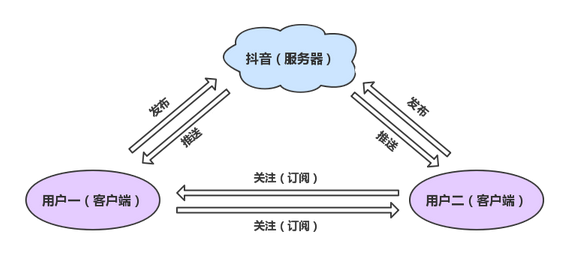 抖音（服务器）
发布
推送
发布
推送
关注（订阅）
用户一（客户端）
用户二（客户端）
关注（订阅）